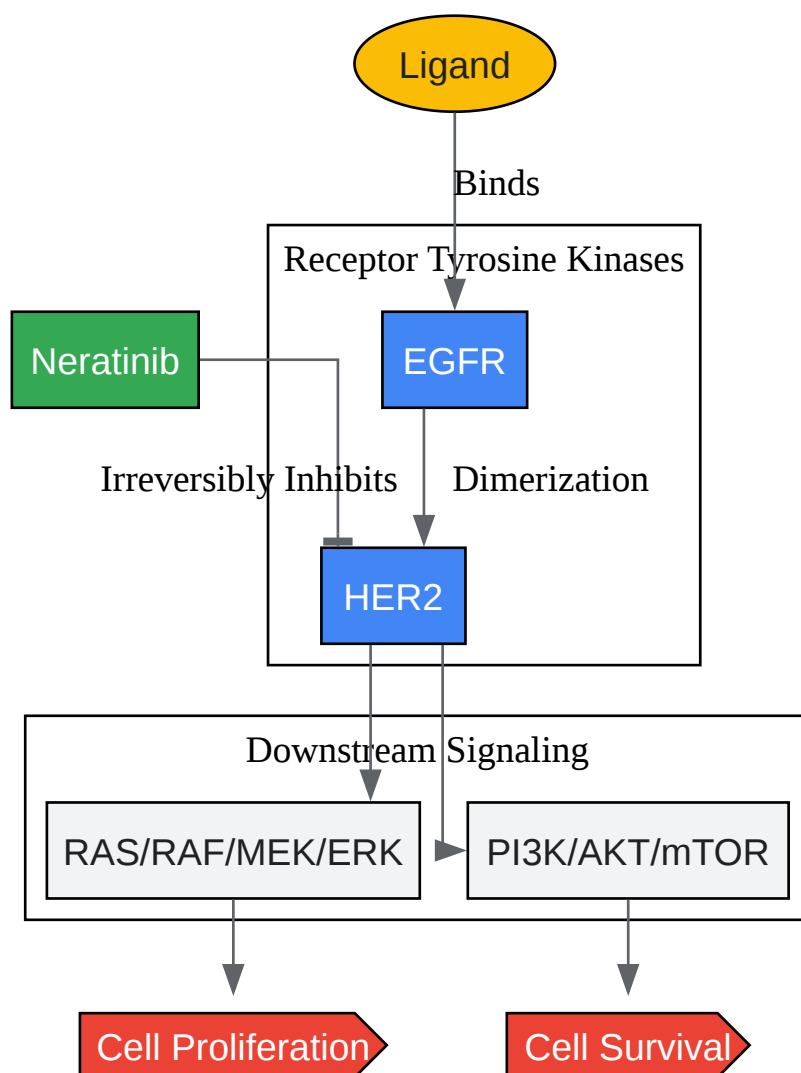 Ligand
Binds
Receptor Tyrosine Kinases
Neratinib
EGFR
Irreversibly Inhibits
Dimerization
HER2
Downstream Signaling
RAS/RAF/MEK/ERK
PI3K/AKT/mTOR
Cell Proliferation
Cell Survival